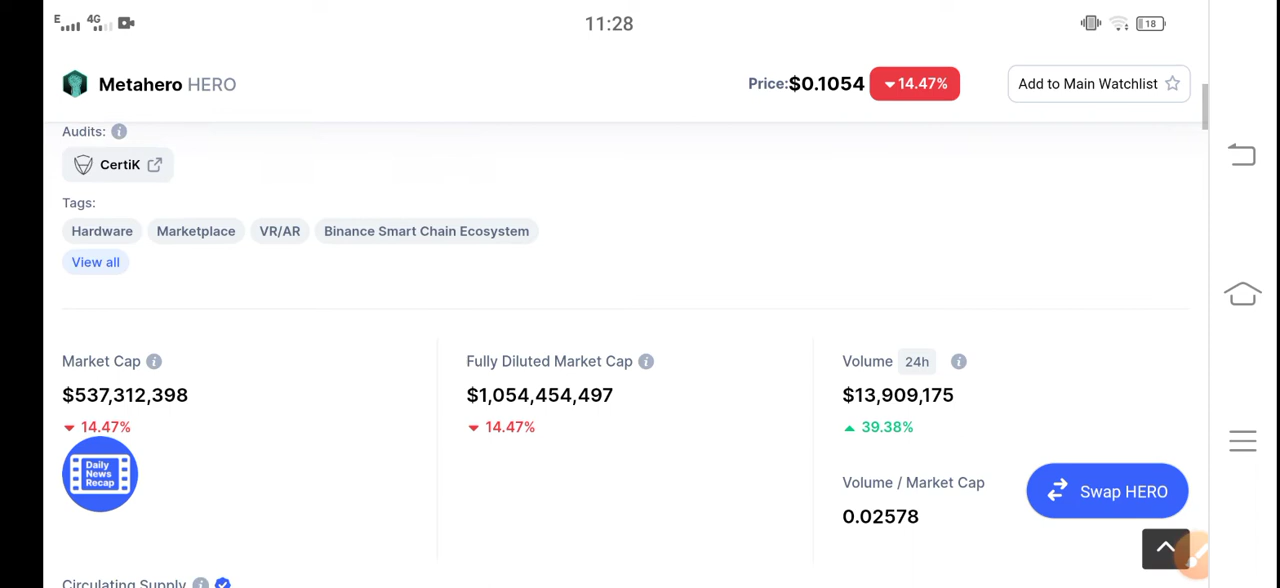 E 4G 11:28 18
Metahero HERO Price:$0.1054 14.47% Add to Main Watchlist
Audits:
CertiK
Tags:
Hardware Marketplace VR/AR Binance Smart Chain Ecosystem
View all
Market Cap Fully Diluted Market Cap Volume 24h
$537,312,398 $1,054,454,497 $13,909,175
14.47% 14.47% 39.38%
Daily
News
Recap
Volume / Market Cap
Swap HERO
0.02578
Circulating Supply